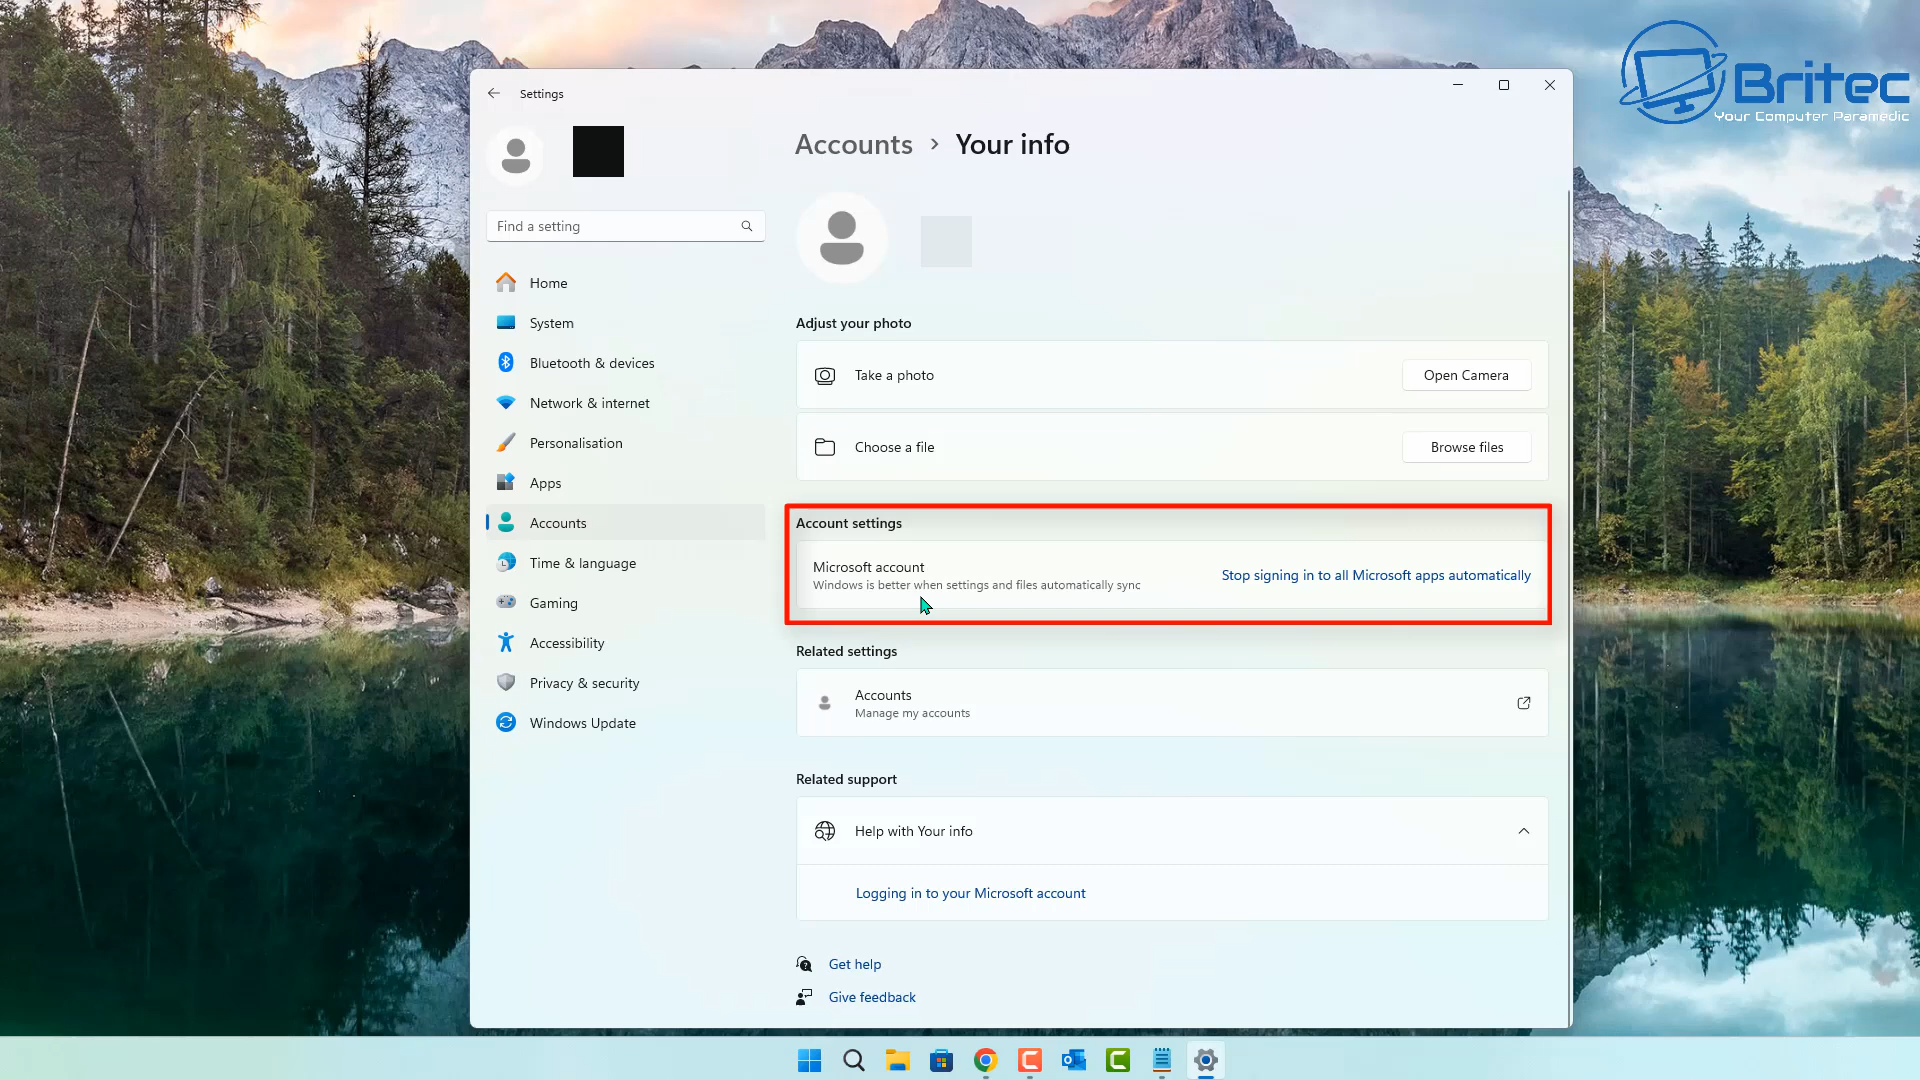 Settings
Britec
Your Computer Paramedic
Accounts > Your info
Find a setting
Home
System
Bluetooth & devices
Network & internet
Personalisation
Apps
Accounts
Time & language
Gaming
Accessibility
Privacy & security
Windows Update
Adjust your photo
Take a photo
Open Camera
Choose a file
Browse files
Account settings
Microsoft account
Windows is better when settings and files automatically sync
Stop signing in to all Microsoft apps automatically
Related settings
Accounts
Manage my accounts
Related support
Help with Your info
Logging in to your Microsoft account
Get help
Give feedback